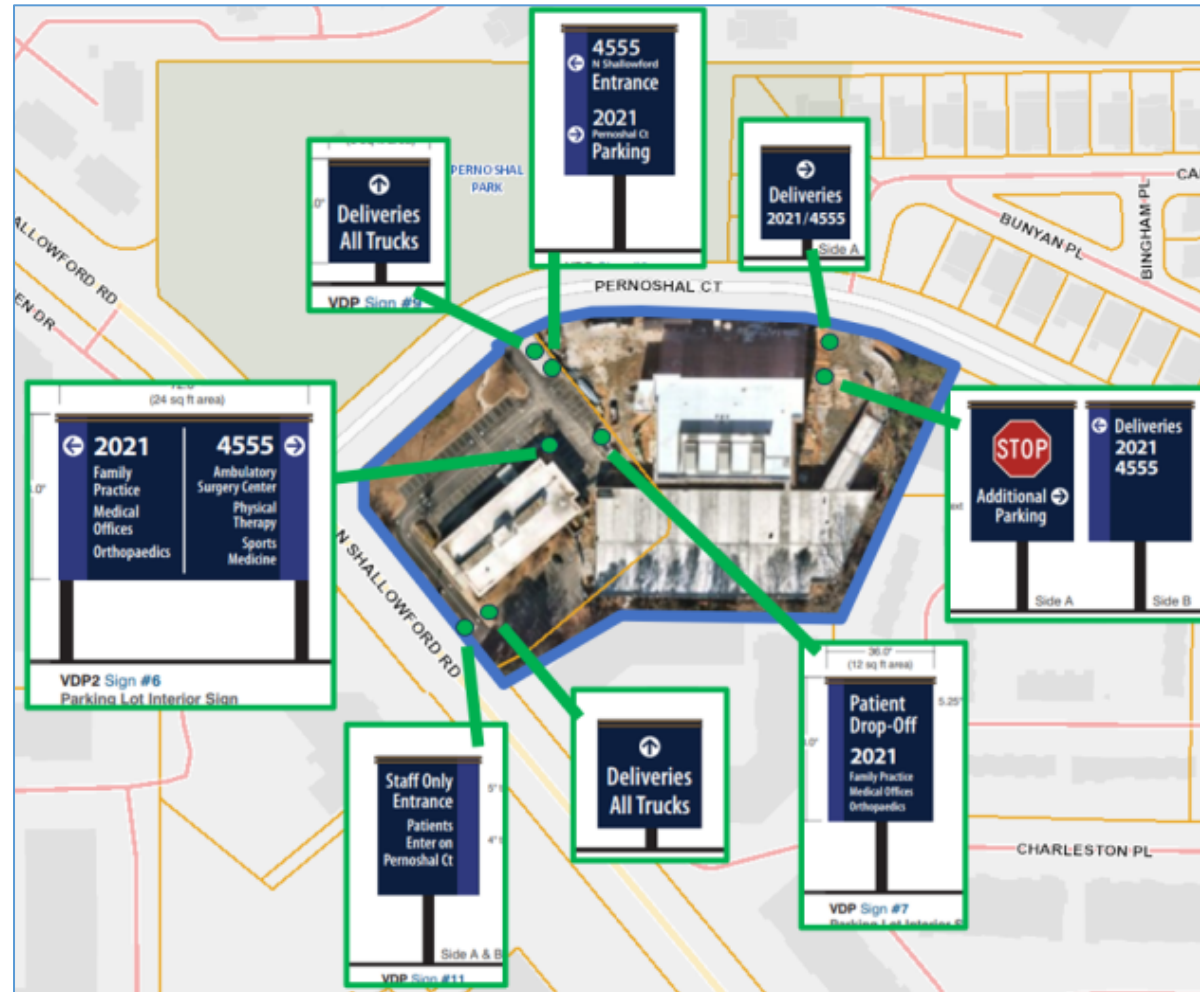 4555
N Shallowford
Entrance
2021
Pernoshal Ct
Parking
Deliveries
All Trucks
VDP Sign #9
PERNOSHAL
PARK
Deliveries
2021/4555
Side A
CA
BUNYAN PL
BINGHAM PL
ALLOWFORD RD
EN DR
PERNOSHAL CT
(24 sq ft area)
2021
Family
Practice
Medical
Offices
Orthopaedics
4555
Ambulatory
Surgery Center
Physical
Therapy
Sports
Medicine
VDP2 Sign #6
Parking Lot Interior Sign
STOP
Additional
Parking
Side A
Deliveries
2021
4555
Side B
N SHALLOWFORD RD
36.0"
(12 sq ft area)
5.25"
Patient
Drop-Off
2021
Family Practice
Medical Offices
Orthopaedics
VDP Sign #7
Parking Lot Interior S
Deliveries
All Trucks
Staff Only
Entrance
Patients
Enter on
Pernoshal Ct
Side A & B
VDP Sign #11
CHARLESTON PL